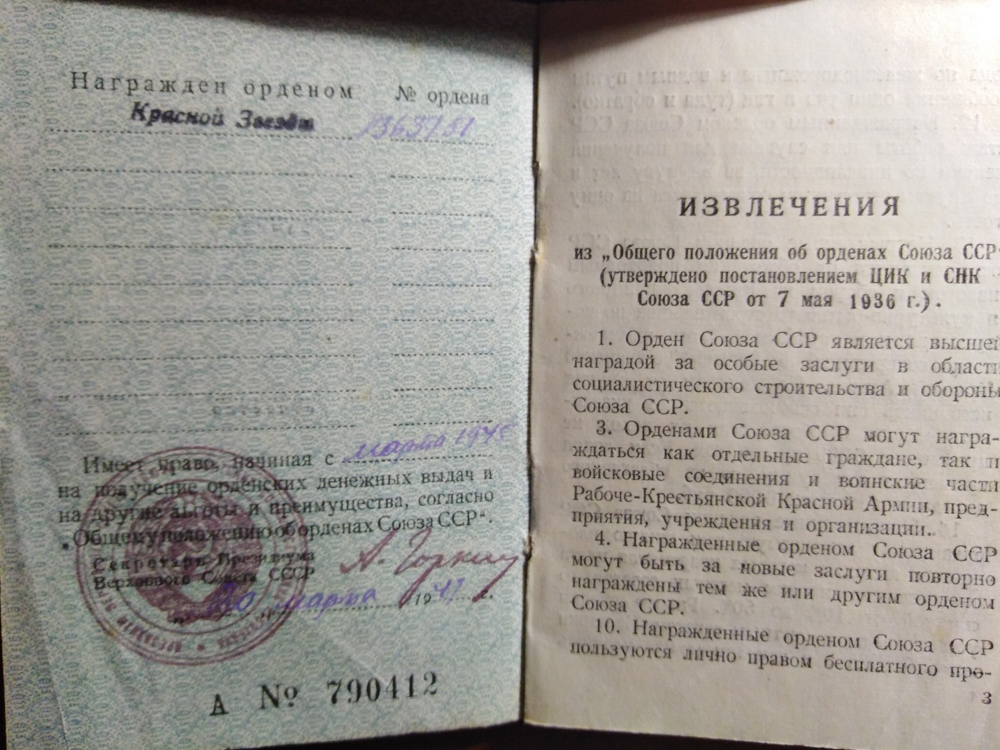 Награжден орденом № ордена
Красной Звезды 1363781
Имеет право, начиная с марта 1945
на получение орденских денежных выдач и
на другие льготы и преимущества, согласно
„Общему положению об орденах Союза ССР“.
Секретарь Президиума
Верховного Совета СССР
А. Горкин
„20“ марта 1947 г.
А № 790412
ИЗВЛЕЧЕНИЯ
из „Общего положения об орденах Союза ССР“
(утверждено постановлением ЦИК и СНК
Союза ССР от 7 мая 1936 г.).
1. Орден Союза ССР является высшей
наградой за особые заслуги в области
социалистического строительства и обороны
Союза ССР.
3. Орденами Союза ССР могут награ-
ждаться как отдельные граждане, так и
войсковые соединения и воинские части
Рабоче-Крестьянской Красной Армии, пред-
приятия, учреждения и организации.
4. Награжденные орденом Союза ССР
могут быть за новые заслуги повторно
награждены тем же или другим орденом
Союза ССР.
10. Награжденные орденом Союза ССР
пользуются лично правом бесплатного про-
3